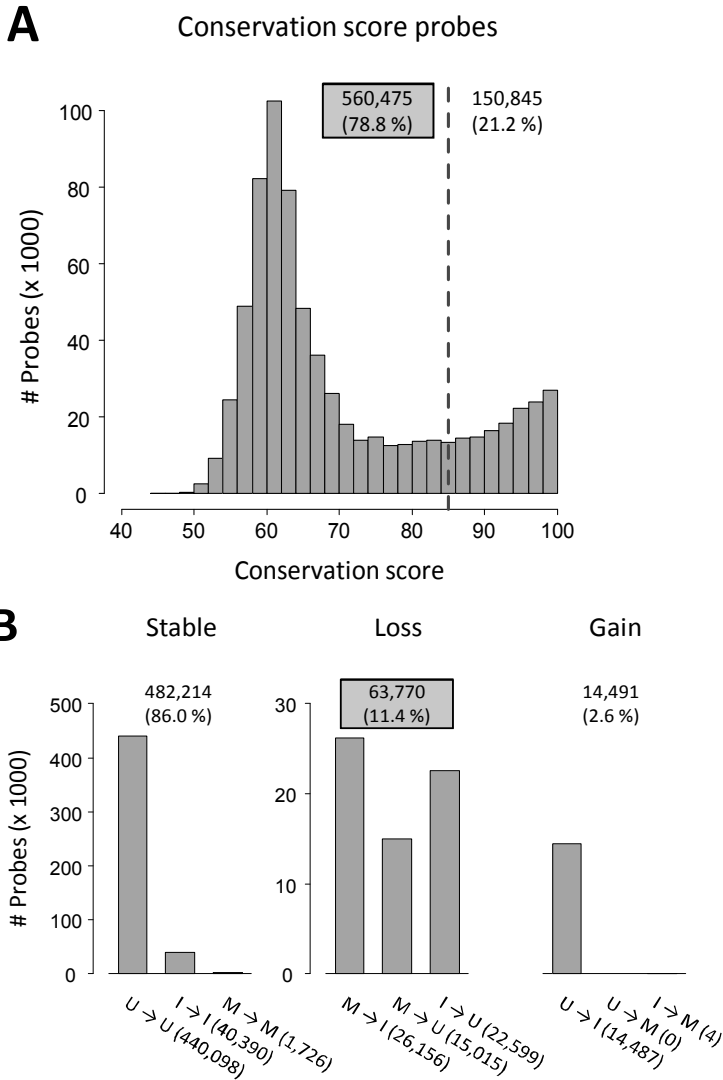 A
Conservation score probes
560,475
(78.8 %)
150,845
(21.2 %)
# Probes (x 1000)
100
80
60
40
20
0
40 50 60 70 80 90 100
Conservation score
B
Stable
Loss
Gain
482,214
(86.0 %)
63,770
(11.4 %)
14,491
(2.6 %)
# Probes (x 1000)
500
400
300
200
100
0
30
20
10
0
U → U (440,098)
I → I (40,390)
M → M (1,726)
M → I (26,156)
M → U (15,015)
I → U (22,599)
U → I (14,487)
U → M (0)
I → M (4)